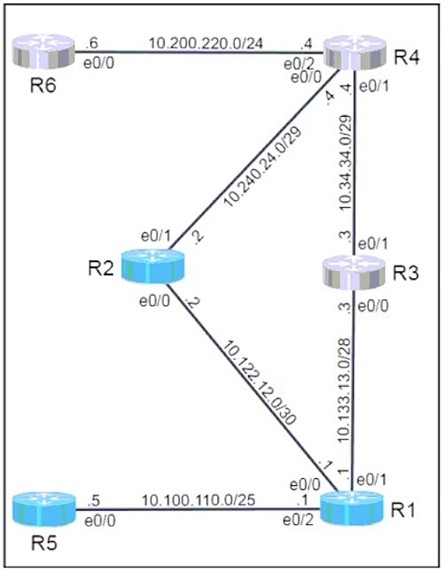 .6
10.200.220.0/24
.4
R4
e0/0
e0/2
e0/0
e0/1
R6
.4
.4
10.240.24.0/29
10.34.34.0/29
e0/1
.2
.3
e0/1
R2
R3
e0/0
.2
.3
e0/0
10.122.12.0/30
10.133.13.0/28
.1
.1
e0/0
e0/1
.5
10.100.110.0/25
.1
R1
e0/0
e0/2
R5